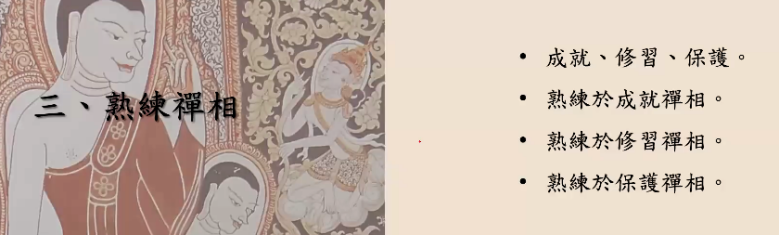 三、熟練禪相
• 成就、修習、保護。
• 熟練於成就禪相。
• 熟練於修習禪相。
• 熟練於保護禪相。